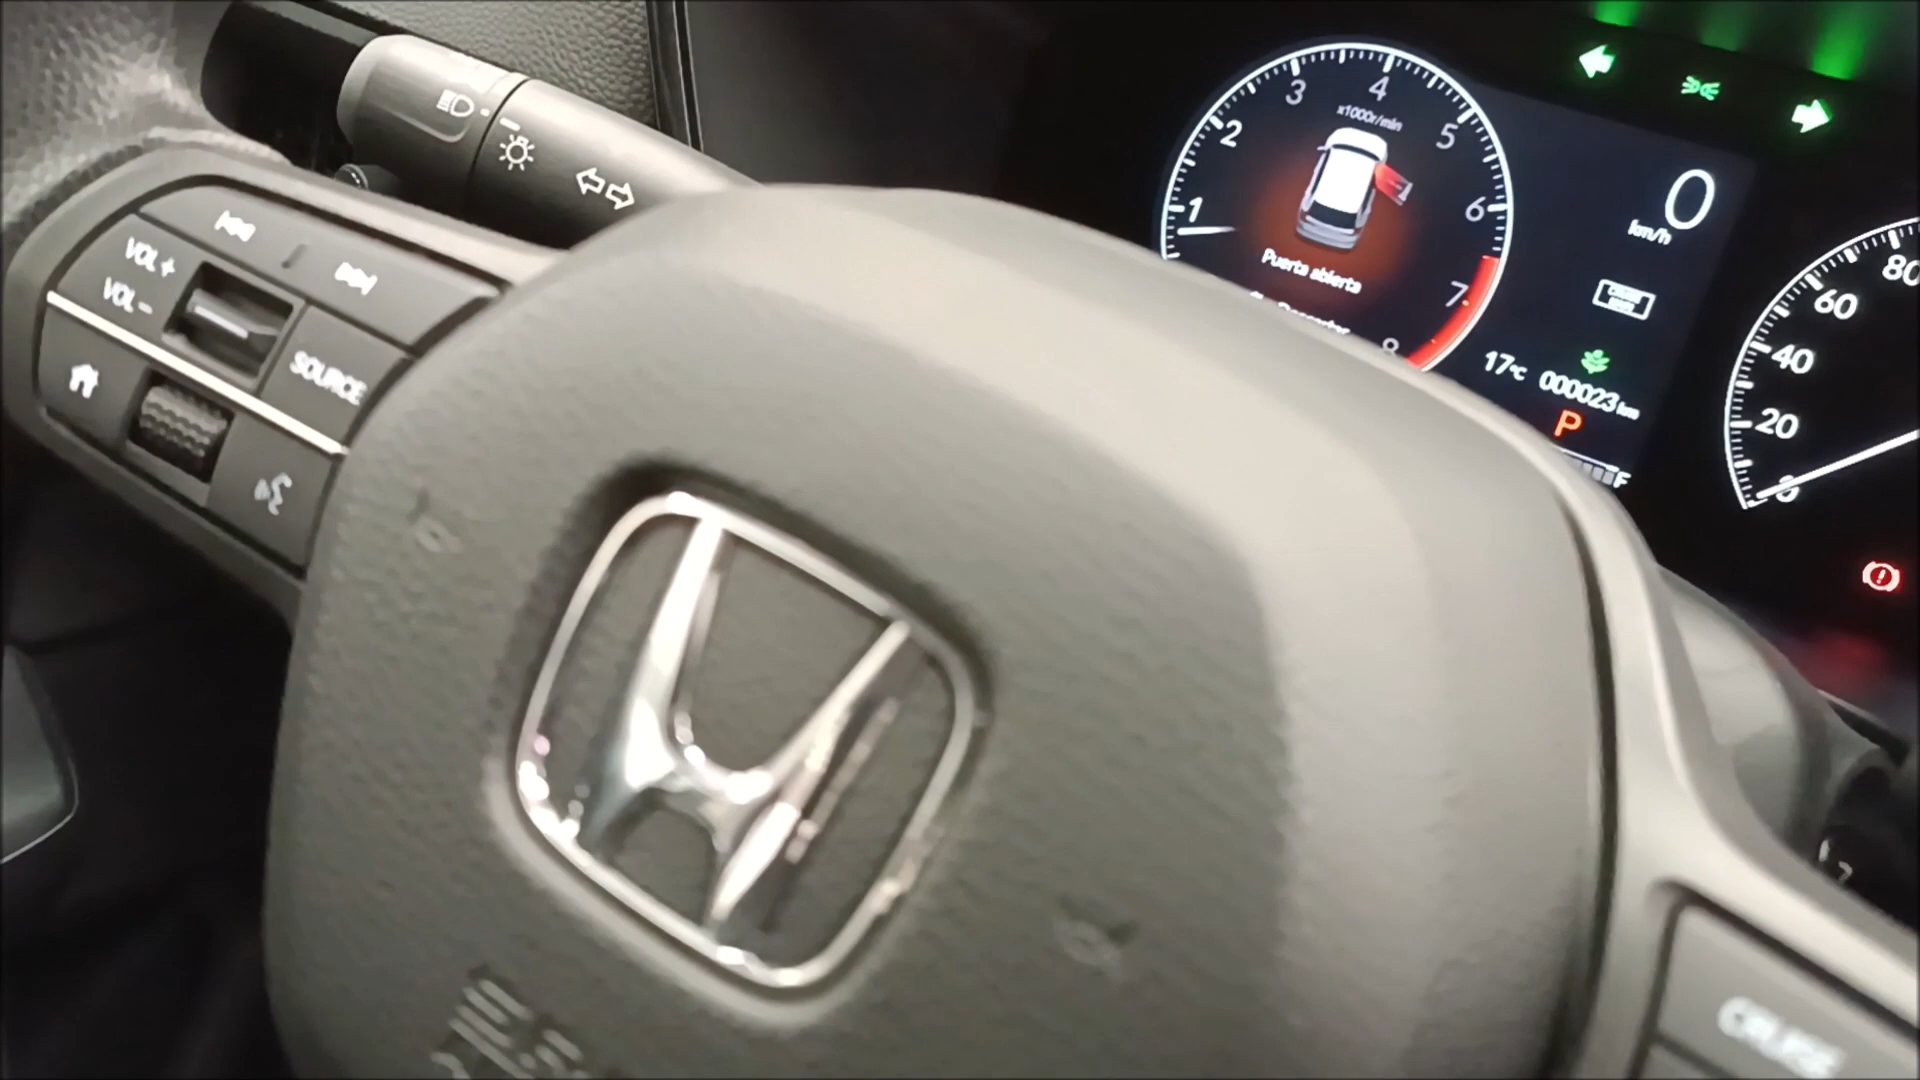 VOL+
VOL-
SOURCE
1
2
3
4
5
6
7
8
x1000r/min
Puerta abierta
0
km/h
17°C
000023 km
P
F
0
20
40
60
80
CRUISE